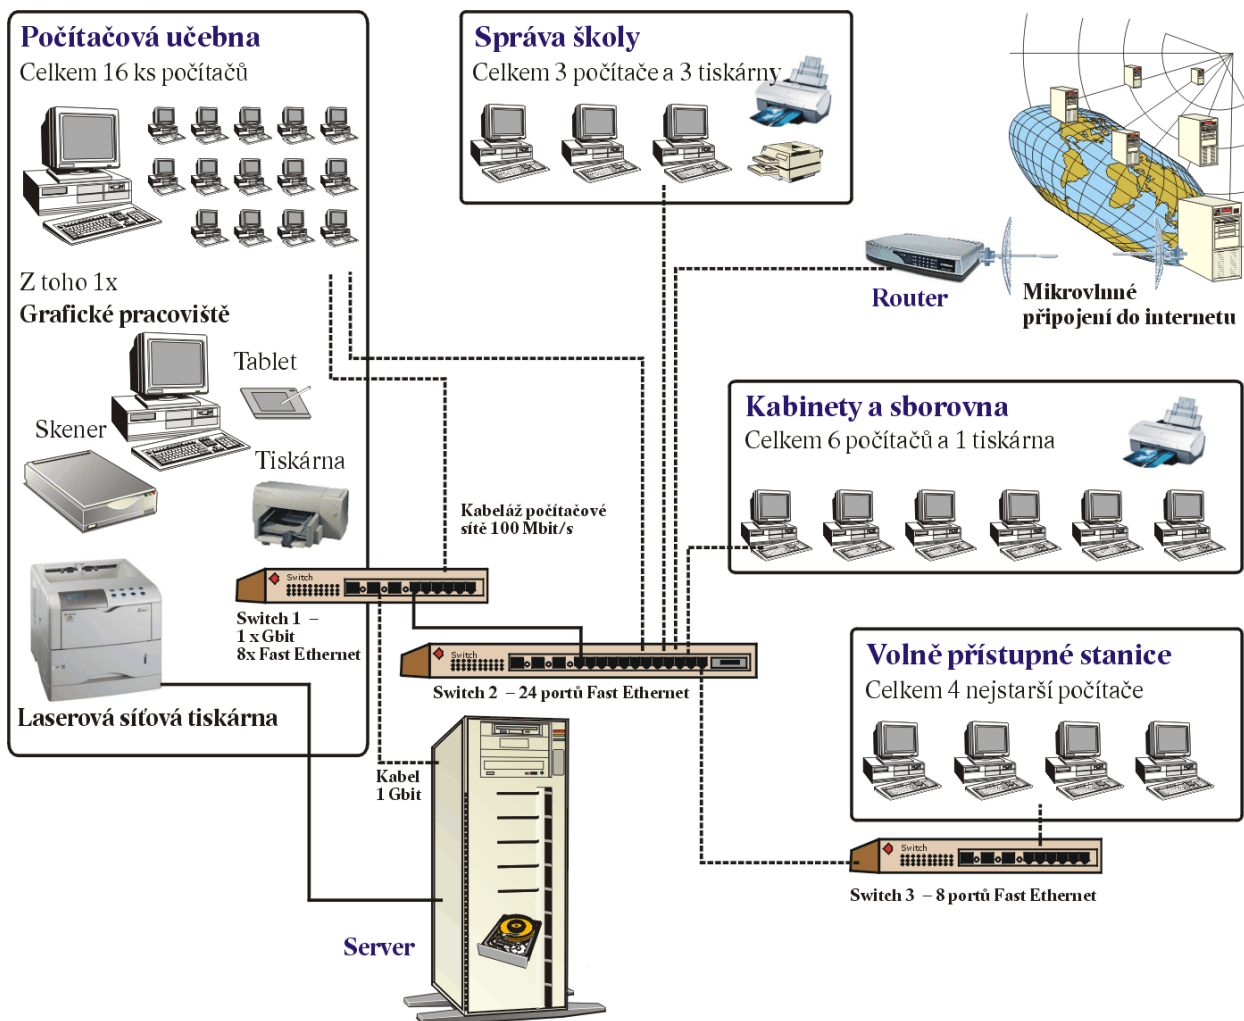 Počítačová učebna
Celkem 16 ks počítačů
Z toho 1x
Grafické pracoviště
Tablet
Skener
Tiskárna
Laserová síťová tiskárna
Správa školy
Celkem 3 počítače a 3 tiskárny
Router
Mikrovlnné
připojení do internetu
Kabinety a sborovna
Celkem 6 počítačů a 1 tiskárna
Kabeláž počítačové
sítě 100 Mbit/s
Switch
Switch 1 – 
1 x Gbit
8x Fast Ethernet
Switch
Switch 2 – 24 portů Fast Ethernet
Kabel
1 Gbit
Server
Volně přístupné stanice
Celkem 4 nejstarší počítače
Switch
Switch 3 – 8 portů Fast Ethernet